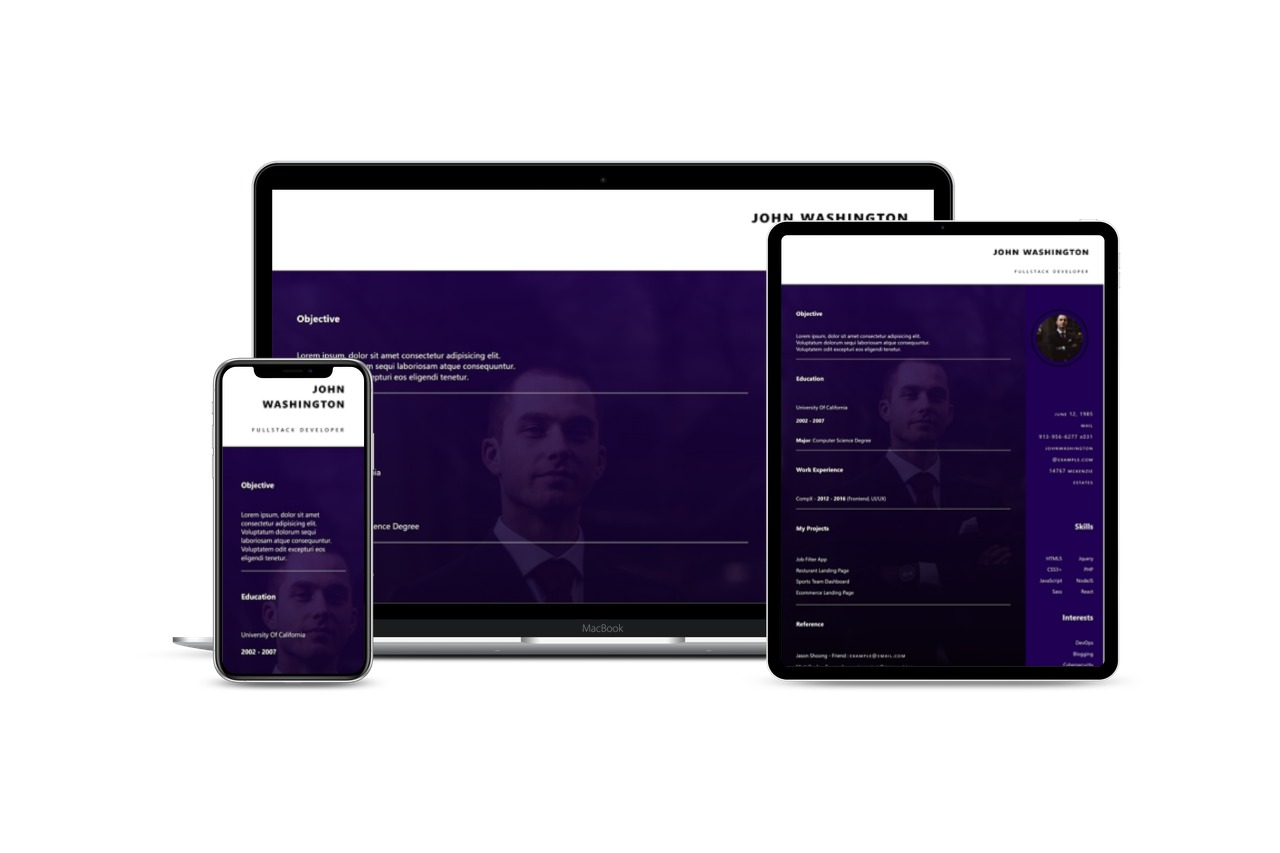 JOHN WASHINGTON
Objective
Lorem ipsum, dolor sit amet consectetur adipisicing elit.
sequi laboriosam atque consequuntur.
excepturi eos eligendi tenetur.
ence Degree
MacBook
JOHN
WASHINGTON
FULLSTACK DEVELOPER
Objective
Lorem ipsum, dolor sit amet
consectetur adipisicing elit.
Voluptatum dolorum sequi
laboriosam atque consequuntur.
Voluptatem odit excepturi eos
eligendi tenetur.
Education
University Of California
2002 - 2007
JOHN WASHINGTON
FULLSTACK DEVELOPER
Objective
Lorem ipsum, dolor sit amet consectetur adipisicing elit.
Voluptatum dolorum sequi laboriosam atque consequuntur.
Voluptatem odit excepturi eos eligendi tenetur.
Education
University Of California
2002 - 2007
Major Computer Science Degree
Work Experience
CompX - 2012 - 2016 (Frontend, UI/UX)
My Projects
Job Filter App
Resturant Landing Page
Sports Team Dashboard
Ecommerce Landing Page
Reference
Jason Shoong - Friend : EXAMPLE@EMAIL.COM
JUNE 12, 1985
MAIL
913-956-6277 x031
JOHNWASHINGTON
@EXAMPLE.COM
14767 MCKENZIE
ESTATES
Skills
HTML5 Jquery
CSS3+ PHP
JavaScript NodeJS
Sass React
Interests
DevOps
Blogging
Cybersecurity